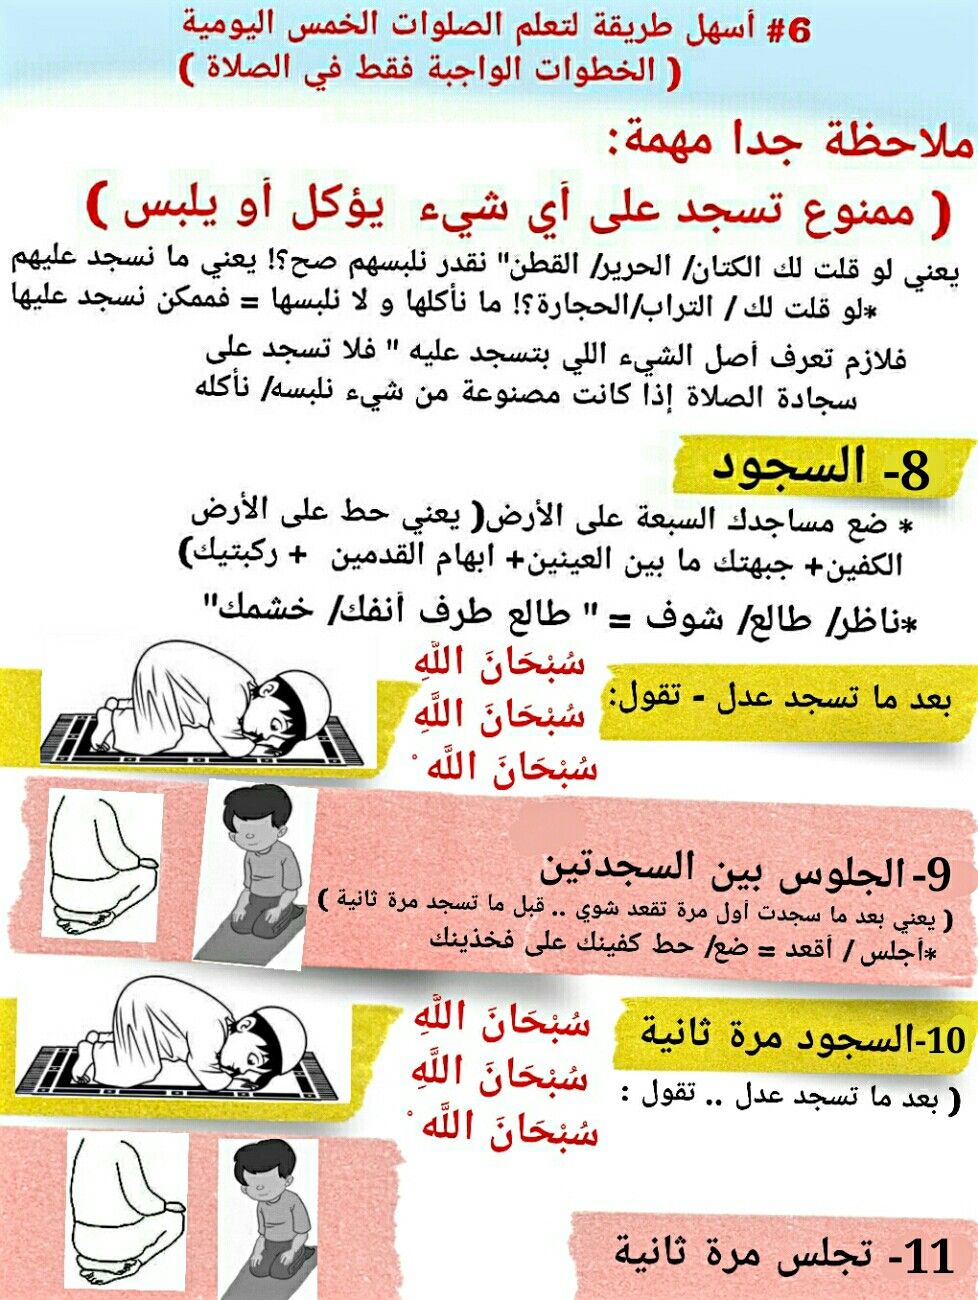 #6 أسهل طريقة لتعلم الصلوات الخمس اليومية
( الخطوات الواجبة فقط في الصلاة )
ملاحظة جدا مهمة:
( ممنوع تسجد على أي شيء يؤكل أو يلبس )
يعني لو قلت لك الكتان/ الحرير/ القطن" نقدر نلبسهم صح؟! يعني ما نسجد عليهم
*لو قلت لك / التراب/الحجارة؟! ما نأكلها و لا نلبسها = فممكن نسجد عليها
فلازم تعرف أصل الشيء اللي بتسجد عليه " فلا تسجد على
سجادة الصلاة إذا كانت مصنوعة من شيء نلبسه/ نأكله
8- السجود
* ضع مساجدك السبعة على الأرض( يعني حط على الأرض
الكفين+ جبهتك ما بين العينين+ ابهام القدمين + ركبتيك)
*ناظر/ طالع/ شوف = " طالع طرف أنفك/ خشمك"
بعد ما تسجد عدل - تقول:
سُبْحَانَ اللَّهِ
سُبْحَانَ اللَّهِ
سُبْحَانَ اللَّه ْ
9- الجلوس بين السجدتين
( يعني بعد ما سجدت أول مرة تقعد شوي .. قبل ما تسجد مرة ثانية )
*أجلس / أقعد = ضع/ حط كفينك على فخذينك
10-السجود مرة ثانية
( بعد ما تسجد عدل .. تقول :
سُبْحَانَ اللَّهِ
سُبْحَانَ اللَّهِ
سُبْحَانَ اللَّه ْ
11- تجلس مرة ثانية